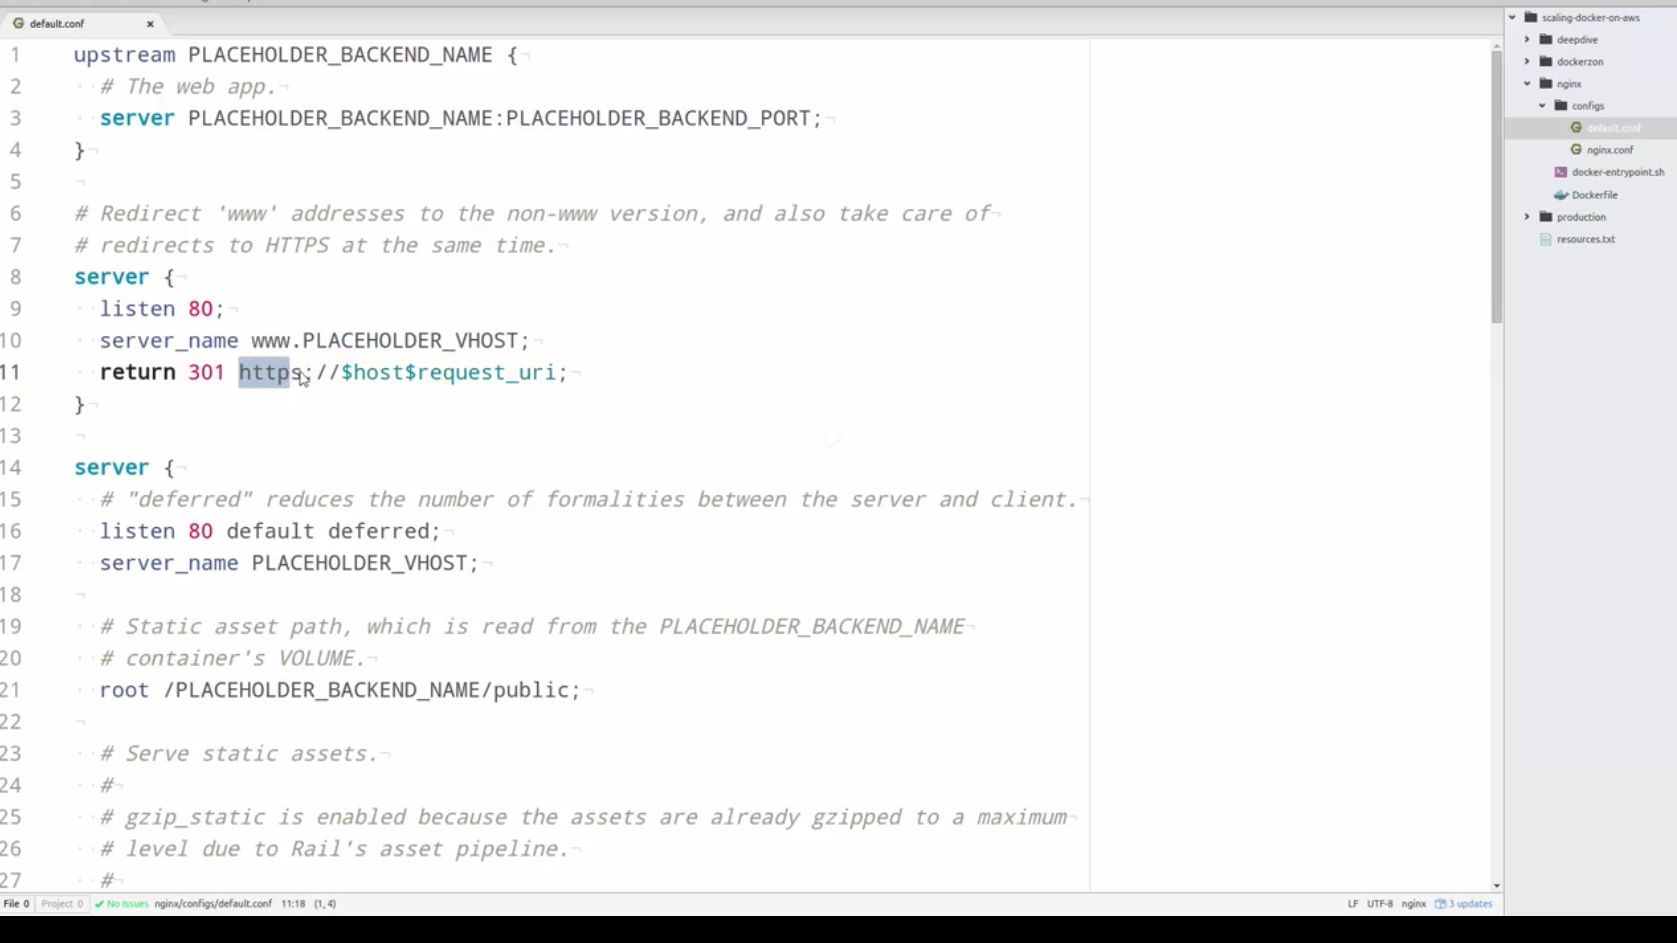 default.conf
1 upstream PLACEHOLDER_BACKEND_NAME {
2 # The web app.
3 server PLACEHOLDER_BACKEND_NAME:PLACEHOLDER_BACKEND_PORT;
4 }
5
6 # Redirect 'www' addresses to the non-www version, and also take care of
7 # redirects to HTTPS at the same time.
8 server {
9 listen 80;
10 server_name www.PLACEHOLDER_VHOST;
11 return 301 https://$host$request_uri;
12 }
13
14 server {
15 # "deferred" reduces the number of formalities between the server and client.
16 listen 80 default deferred;
17 server_name PLACEHOLDER_VHOST;
18
19 # Static asset path, which is read from the PLACEHOLDER_BACKEND_NAME
20 # container's VOLUME.
21 root /PLACEHOLDER_BACKEND_NAME/public;
22
23 # Serve static assets.
24 #
25 # gzip_static is enabled because the assets are already gzipped to a maximum
26 # level due to Rail's asset pipeline.
27 #
scaling-docker-on-aws
deepdive
dockerzon
nginx
configs
default.conf
nginx.conf
docker-entrypoint.sh
Dockerfile
production
resources.txt
File 0 Project 0 No Issues nginx/configs/default.conf 11:18 (1, 4)
LF UTF-8 nginx 3 updates